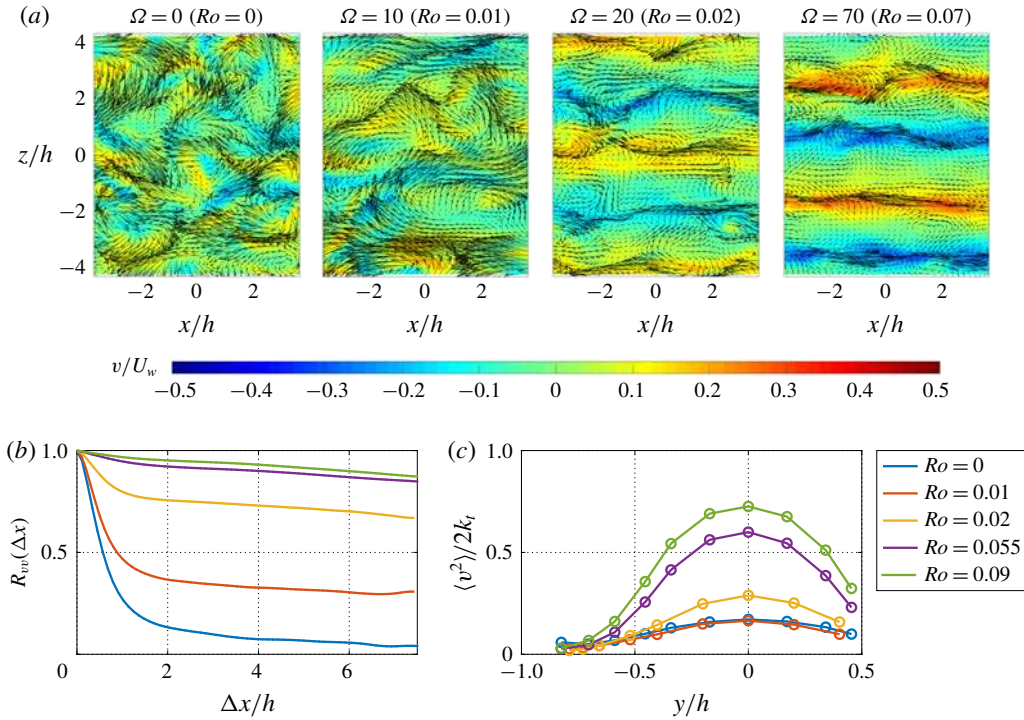 (a) Ω = 0 (Ro = 0) Ω = 10 (Ro = 0.01) Ω = 20 (Ro = 0.02) Ω = 70 (Ro = 0.07)
4
2
z/h 0
−2
−4
−2 0 2 −2 0 2 −2 0 2 −2 0 2
x/h x/h x/h x/h
v/U_w
−0.5 −0.4 −0.3 −0.2 −0.1 0 0.1 0.2 0.3 0.4 0.5
(b) 1.0
R_vv(Δx) 0.5
0 2 4 6
Δx/h
(c) 1.0
⟨v²⟩/2k_t 0.5
0
−1.0 −0.5 0 0.5
y/h
Ro = 0
Ro = 0.01
Ro = 0.02
Ro = 0.055
Ro = 0.09